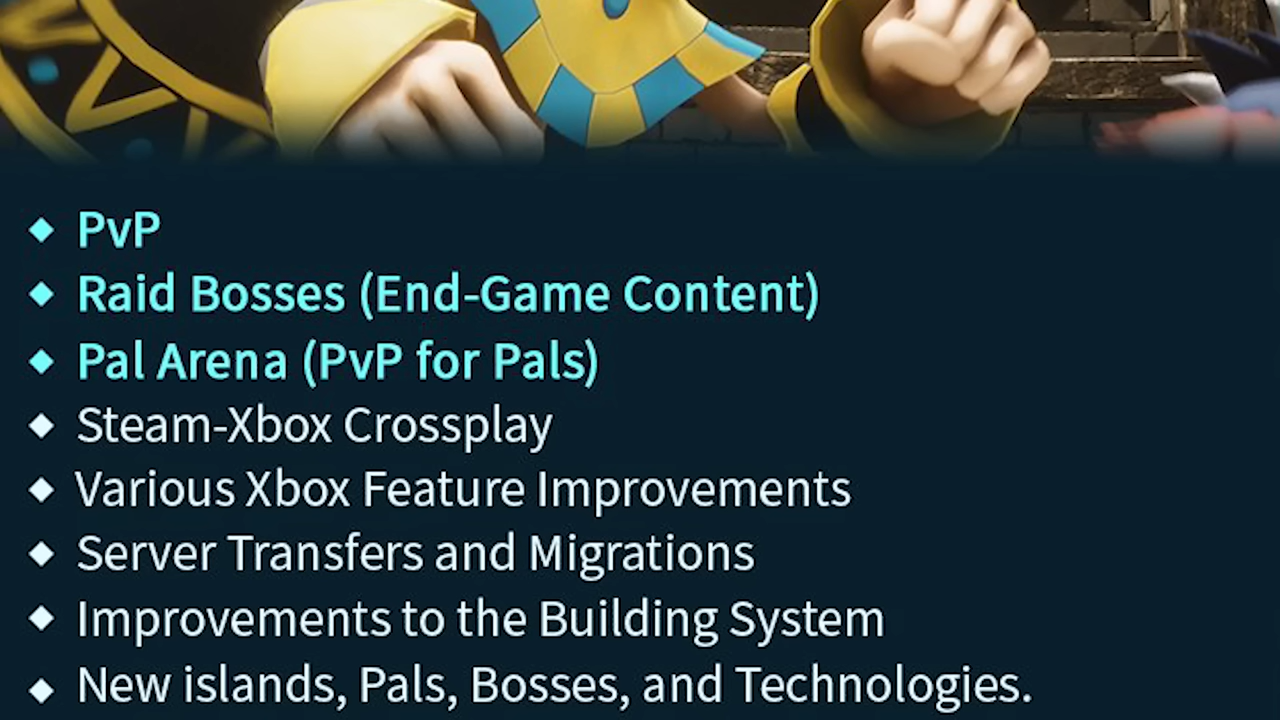 PvP
Raid Bosses (End-Game Content)
Pal Arena (PvP for Pals)
Steam-Xbox Crossplay
Various Xbox Feature Improvements
Server Transfers and Migrations
Improvements to the Building System
New islands, Pals, Bosses, and Technologies.